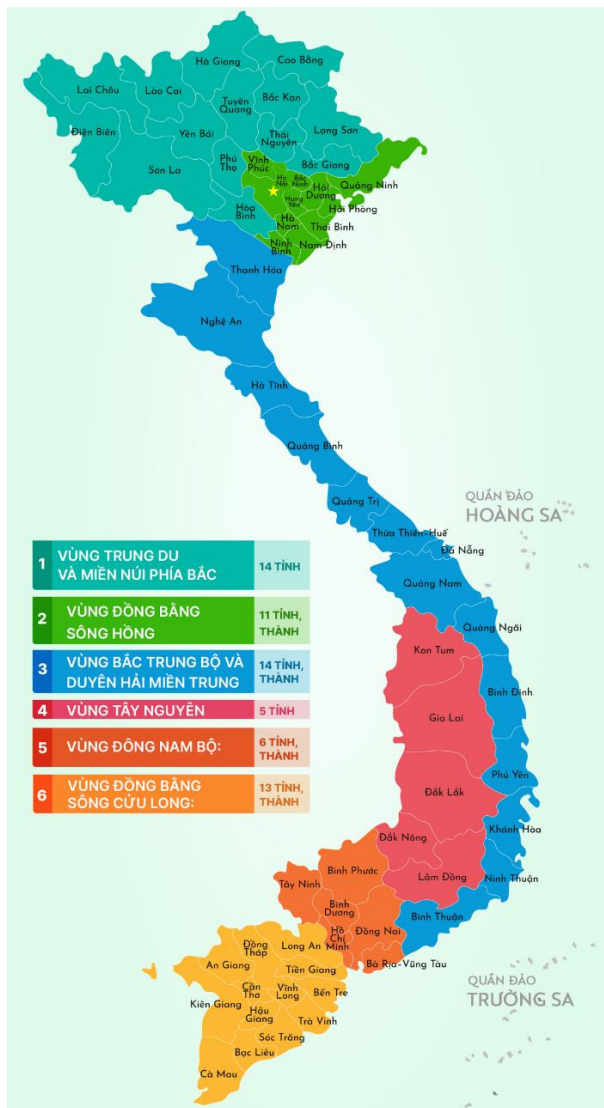 Hà Giang
Cao Bằng
Lai Châu
Lào Cai
Bắc Kạn
Tuyên
Quang
Điện Biên
Yên Bái
Thái
Nguyên
Lạng Sơn
Sơn La
Phú
Thọ
Vĩnh
Phúc
Bắc Giang
Hà
Nội
Bắc
Ninh
Hải
Dương
Quảng Ninh
Hưng
Yên
Hải Phòng
Hòa
Bình
Hà
Nam
Thái Bình
Ninh
Bình
Nam Định
Thanh Hóa
Nghệ An
Hà Tĩnh
Quảng Bình
Quảng Trị
QUẦN ĐẢO
HOÀNG SA
Thừa Thiên-Huế
Đà Nẵng
Quảng Nam
Quảng Ngãi
1 VÙNG TRUNG DU
VÀ MIỀN NÚI PHÍA BẮC
14 TỈNH
2 VÙNG ĐỒNG BẰNG
SÔNG HỒNG
11 TỈNH,
THÀNH
3 VÙNG BẮC TRUNG BỘ VÀ
DUYÊN HẢI MIỀN TRUNG
14 TỈNH,
THÀNH
4 VÙNG TÂY NGUYÊN
5 TỈNH
5 VÙNG ĐÔNG NAM BỘ:
6 TỈNH,
THÀNH
6 VÙNG ĐỒNG BẰNG
SÔNG CỬU LONG:
13 TỈNH,
THÀNH
Kon Tum
Bình Định
Gia Lai
Phú Yên
Đắk Lắk
Khánh Hòa
Đắk Nông
Lâm Đồng
Ninh Thuận
Bình Phước
Tây Ninh
Bình
Dương
Bình Thuận
Hồ
Chí
Minh
Đồng Nai
Bà Rịa-Vũng Tàu
Đồng
Tháp
Long An
An Giang
Tiền Giang
Cần
Thơ
Vĩnh
Long
Bến Tre
Kiên Giang
Hậu
Giang
Trà Vinh
Sóc Trăng
Bạc Liêu
Cà Mau
QUẦN ĐẢO
TRƯỜNG SA